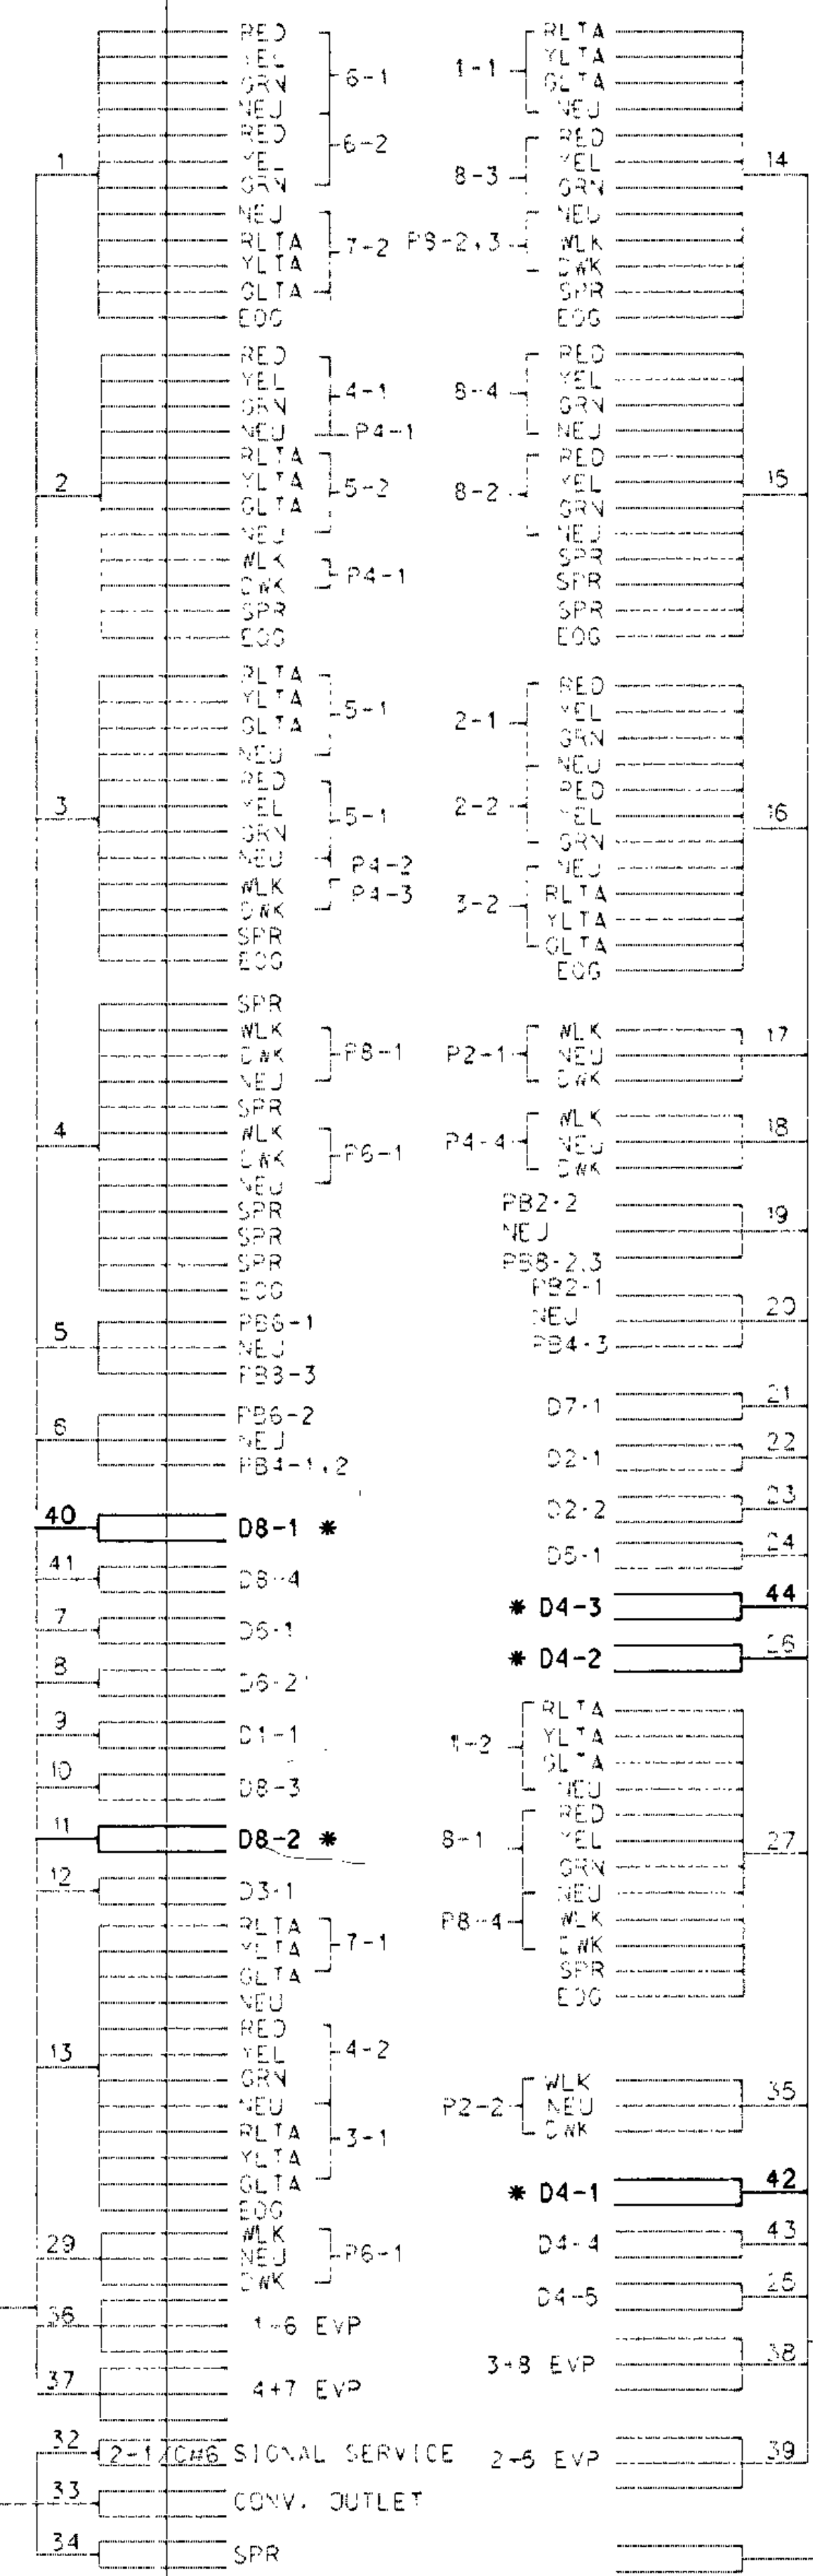 RED
YEL
GRN
NEU
6-1
RED
YEL
GRN
6-2
1
NEU
RLTA
YLTA
GLTA
7-2
EOG
RED
YEL
GRN
NEU
4-1
P4-1
2
RLTA
YLTA
GLTA
NEU
5-2
WLK
DWK
P4-1
SPR
EOG
RLTA
YLTA
GLTA
NEU
5-1
3
RED
YEL
GRN
NEU
5-1
P4-2
WLK
DWK
P4-3
SPR
EOG
SPR
WLK
DWK
NEU
P8-1
SPR
4
WLK
DWK
NEU
P6-1
SPR
SPR
SPR
EOG
5
PB6-1
NEU
PB8-3
6
PB6-2
NEU
PB4-1,2
40
D8-1 *
41
D8-4
7
D6-1
8
D6-2
9
D1-1
10
D8-3
11
D8-2 *
12
D3-1
RLTA
YLTA
GLTA
7-1
NEU
13
RED
YEL
GRN
4-2
NEU
RLTA
YLTA
GLTA
3-1
EOG
29
WLK
NEU
DWK
P6-1
36
1+6 EVP
37
4+7 EVP
32
2-1/C#6 SIGNAL SERVICE
33
CONV. OUTLET
34
SPR
1-1
RLTA
YLTA
GLTA
NEU
8-3
RED
YEL
GRN
14
P8-2,3
NEU
WLK
DWK
SPR
EOG
8-4
RED
YEL
GRN
NEU
8-2
RED
YEL
GRN
NEU
15
SPR
SPR
SPR
EOG
2-1
RED
YEL
GRN
NEU
2-2
RED
YEL
GRN
16
3-2
NEU
RLTA
YLTA
GLTA
EOG
P2-1
WLK
NEU
DWK
17
P4-4
WLK
NEU
DWK
18
PB2-2
NEU
PB8-2,3
19
PB2-1
NEU
PB4-3
20
D7-1
21
D2-1
22
D2-2
23
D5-1
24
* D4-3
44
* D4-2
26
1-2
RLTA
YLTA
GLTA
NEU
8-1
RED
YEL
GRN
27
P8-4
NEU
WLK
DWK
SPR
EOG
P2-2
WLK
NEU
DWK
35
* D4-1
42
D4-4
43
D4-5
25
3+8 EVP
38
2+5 EVP
39